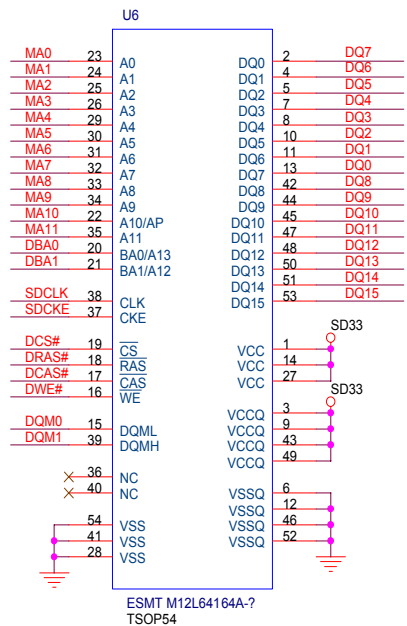 U6
MA0 23 A0 DQ0 2 DQ7
MA1 24 A1 DQ1 4 DQ6
MA2 25 A2 DQ2 5 DQ5
MA3 26 A3 DQ3 7 DQ4
MA4 29 A4 DQ4 8 DQ3
MA5 30 A5 DQ5 10 DQ2
MA6 31 A6 DQ6 11 DQ1
MA7 32 A7 DQ7 13 DQ0
MA8 33 A8 DQ8 42 DQ8
MA9 34 A9 DQ9 44 DQ9
MA10 22 A10/AP DQ10 45 DQ10
MA11 35 A11 DQ11 47 DQ11
DBA0 20 BA0/A13 DQ12 48 DQ12
DBA1 21 BA1/A12 DQ13 50 DQ13
DQ14 51 DQ14
SDCLK 38 CLK DQ15 53 DQ15
SDCKE 37 CKE
SD33
DCS# 19 CS VCC 1
DRAS# 18 RAS VCC 14
DCAS# 17 CAS VCC 27
DWE# 16 WE
SD33
VCCQ 3
DQM0 15 DQML VCCQ 9
DQM1 39 DQMH VCCQ 43
VCCQ 49
36 NC
40 NC VSSQ 6
VSSQ 12
54 VSS VSSQ 46
41 VSS VSSQ 52
28 VSS
ESMT M12L64164A-?
TSOP54